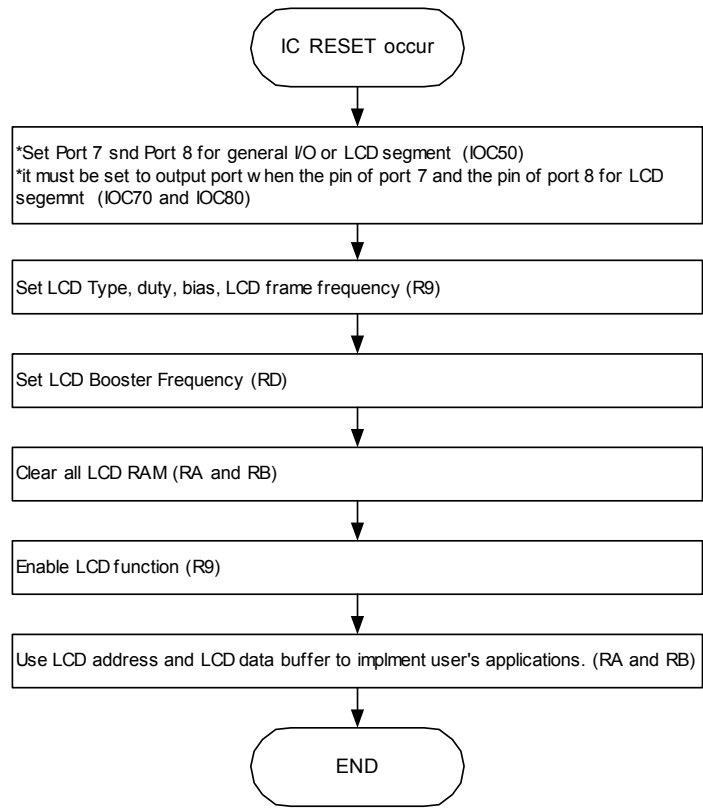 IC RESET occur
*Set Port 7 snd Port 8 for general I/O or LCD segment (IOC50)
*it must be set to output port when the pin of port 7 and the pin of port 8 for LCD
segemnt (IOC70 and IOC80)
Set LCD Type, duty, bias, LCD frame frequency (R9)
Set LCD Booster Frequency (RD)
Clear all LCD RAM (RA and RB)
Enable LCD function (R9)
Use LCD address and LCD data buffer to implment user's applications. (RA and RB)
END